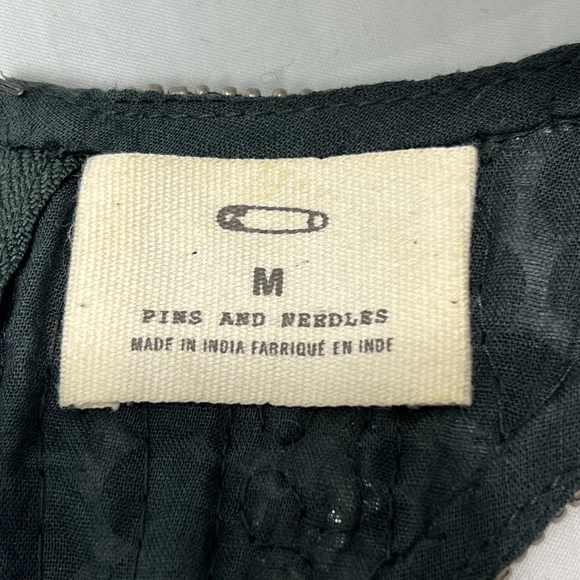 M
PINS AND NEEDLES
MADE IN INDIA FABRIQUÉ EN INDE